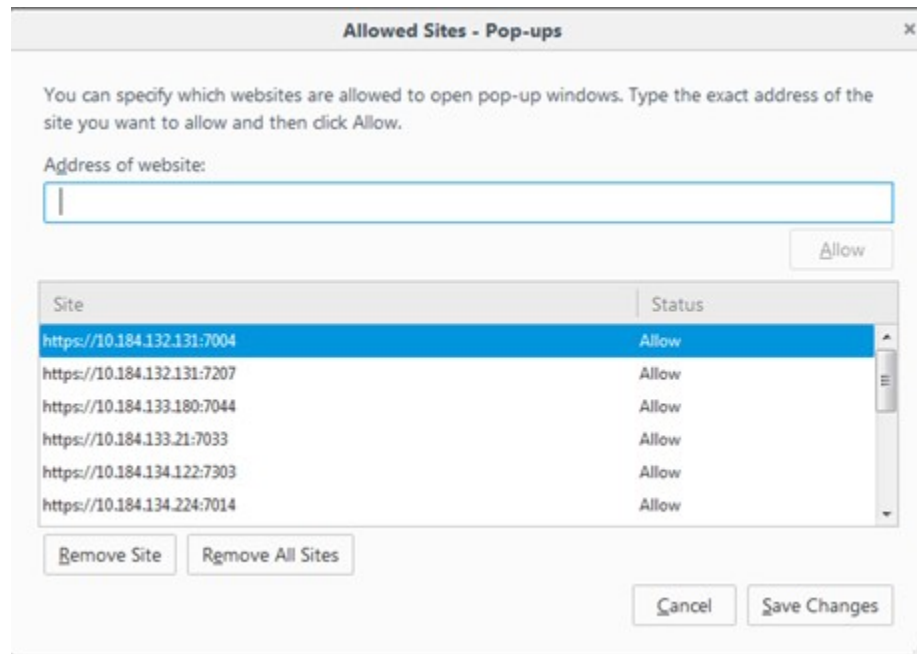 Allowed Sites - Pop-ups
You can specify which websites are allowed to open pop-up windows. Type the exact address of the
site you want to allow and then click Allow.
Address of website:
Allow
Site Status
https://10.184.132.131:7004 Allow
https://10.184.132.131:7207 Allow
https://10.184.133.180:7044 Allow
https://10.184.133.21:7033 Allow
https://10.184.134.122:7303 Allow
https://10.184.134.224:7014 Allow
Remove Site Remove All Sites
Cancel Save Changes